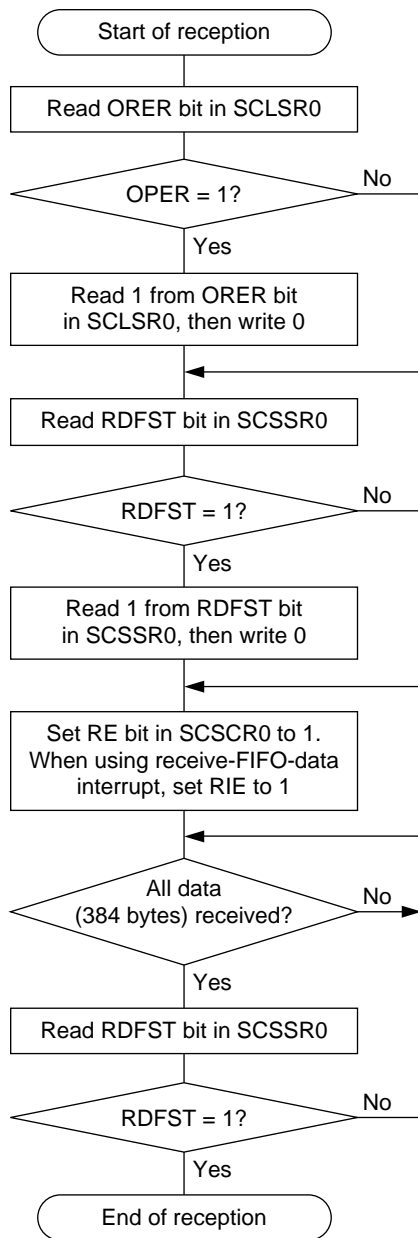 Start of reception
Read ORER bit in SCLSR0
OPER = 1?
No
Yes
Read 1 from ORER bit
in SCLSR0, then write 0
Read RDFST bit in SCSSR0
RDFST = 1?
No
Yes
Read 1 from RDFST bit
in SCSSR0, then write 0
Set RE bit in SCSCR0 to 1.
When using receive-FIFO-data
interrupt, set RIE to 1
All data
(384 bytes) received?
No
Yes
Read RDFST bit in SCSSR0
RDFST = 1?
No
Yes
End of reception